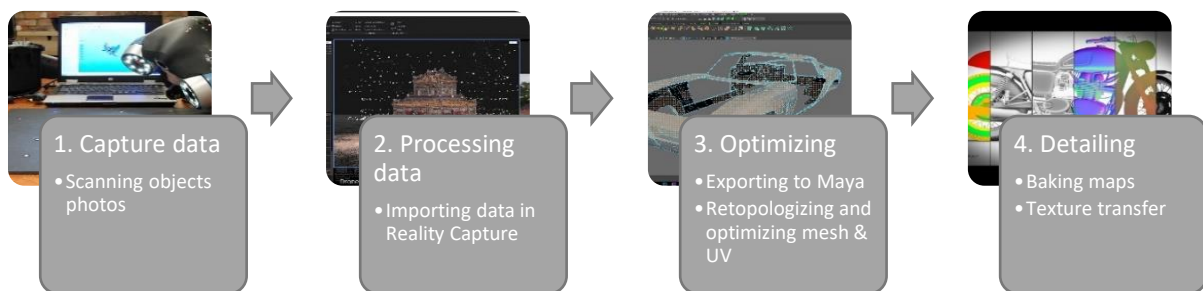 1. Capture data
•Scanning objects
photos
2. Processing
data
•Importing data in
Reality Capture
3. Optimizing
•Exporting to Maya
•Retopologizing and
optimizing mesh &
UV
4. Detailing
•Baking maps
•Texture transfer